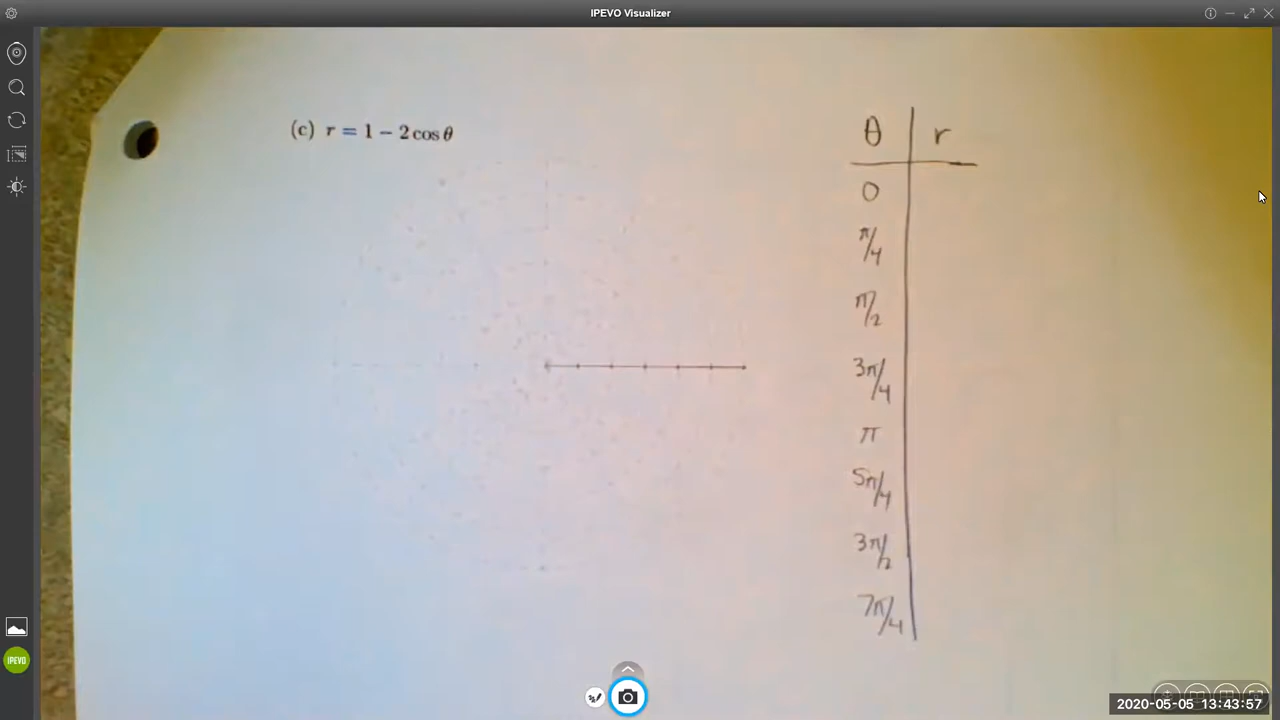 IPEVO Visualizer
(c) r = 1 − 2 cos θ
θ r
0
π/4
π/2
3π/4
π
5π/4
3π/2
7π/4
IPEVO
2020-05-05 13:43:57